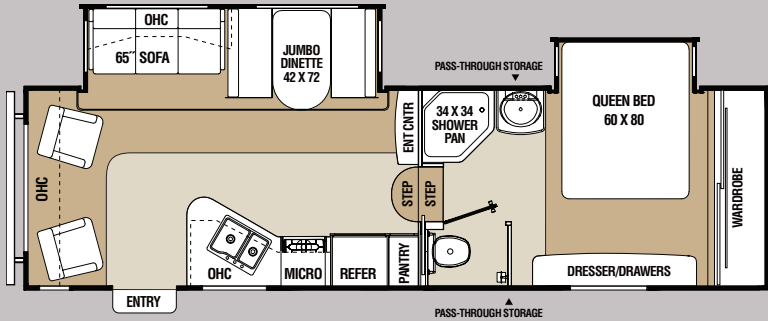 OHC
65" SOFA
JUMBO
DINETTE
42 X 72
PASS-THROUGH STORAGE
34 X 34
SHOWER
PAN
ENT CNTR
QUEEN BED
60 X 80
WARDROBE
OHC
STEP
STEP
OHC
MICRO
REFER
PANTRY
DRESSER/DRAWERS
ENTRY
PASS-THROUGH STORAGE